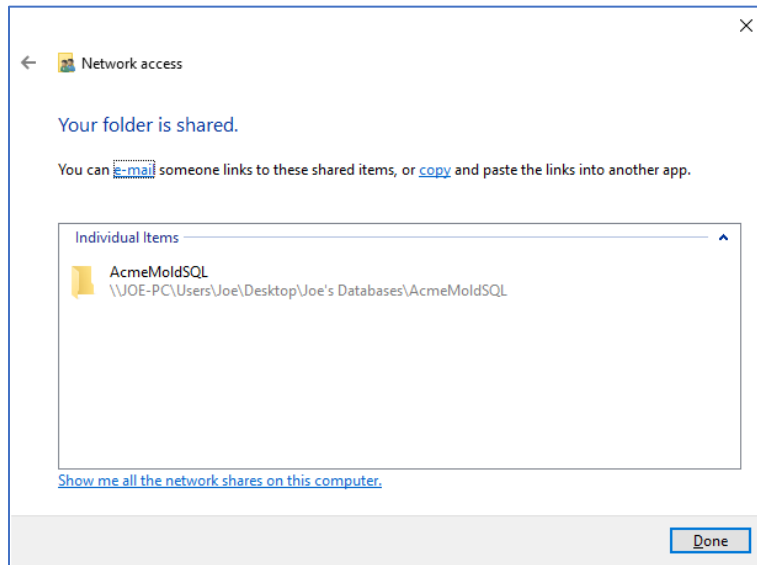 Network access
Your folder is shared.
You can e-mail someone links to these shared items, or copy and paste the links into another app.
Individual Items
AcmeMoldSQL
\\JOE-PC\Users\Joe\Desktop\Joe's Databases\AcmeMoldSQL
Show me all the network shares on this computer.
Done